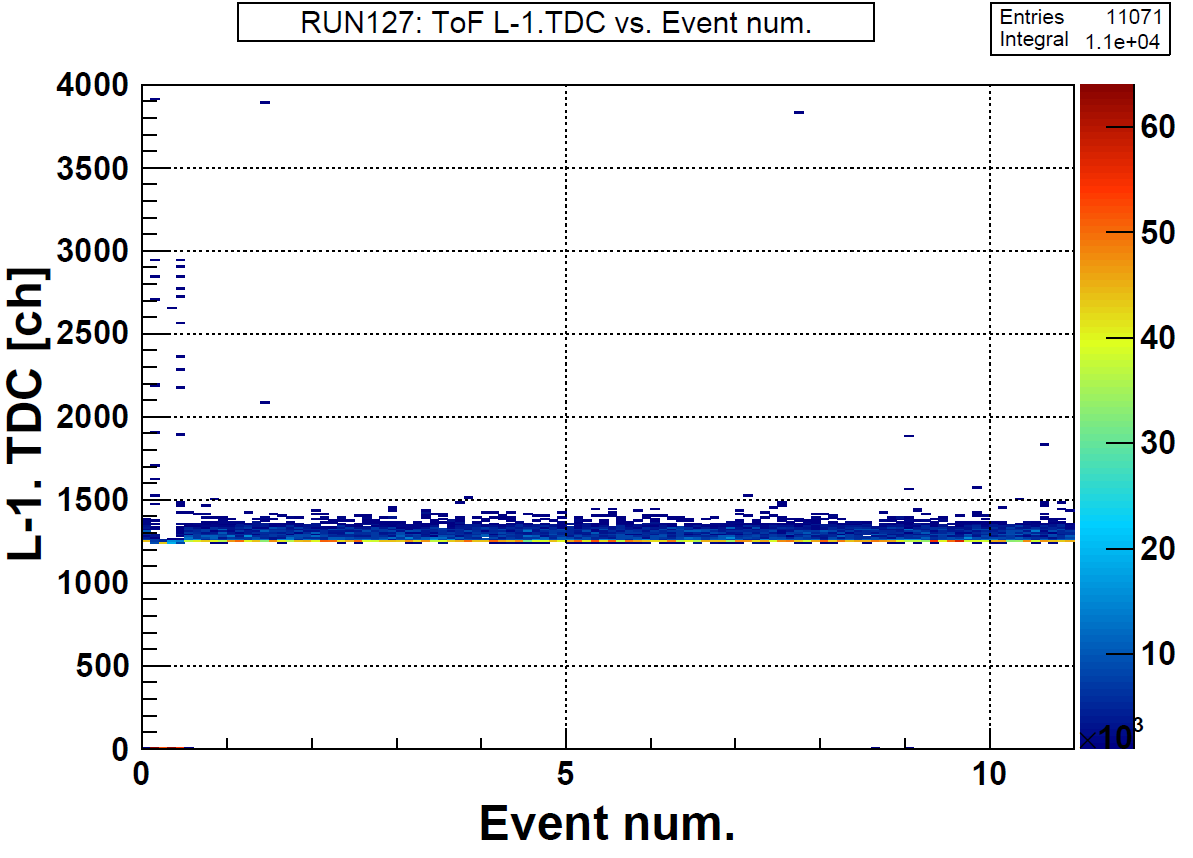 RUN127: ToF L-1.TDC vs. Event num.
Entries 11071
Integral 1.1e+04
4000
3500
3000
2500
2000
1500
1000
500
0
L-1. TDC [ch]
0 5 10
×10³
Event num.
60
50
40
30
20
10